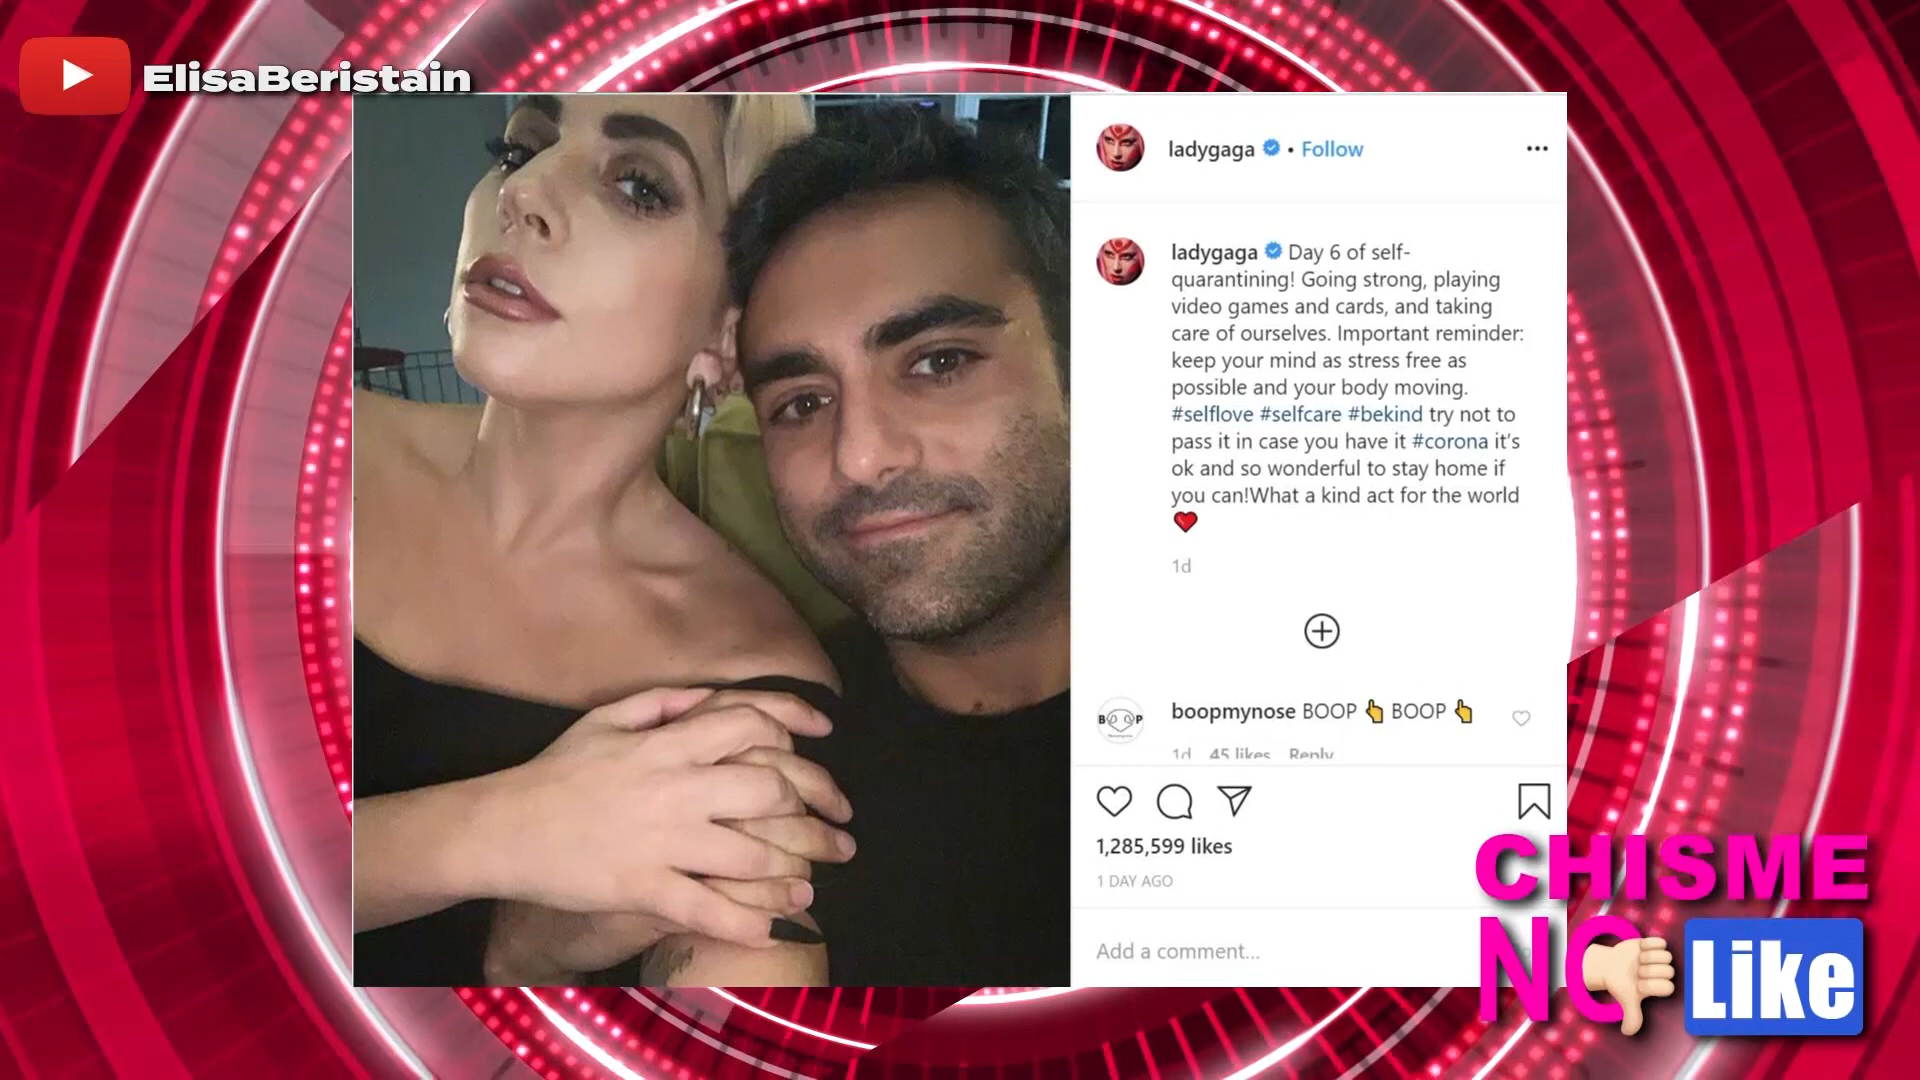 ElisaBeristain
ladygaga • Follow
ladygaga Day 6 of self-
quarantining! Going strong, playing
video games and cards, and taking
care of ourselves. Important reminder:
keep your mind as stress free as
possible and your body moving.
#selflove #selfcare #bekind try not to
pass it in case you have it #corona it's
ok and so wonderful to stay home if
you can!What a kind act for the world
❤️
1d
BOOP
boopmynose BOOP 👆 BOOP 👆
1d 45 likes Reply
1,285,599 likes
1 DAY AGO
Add a comment...
CHISME
NO Like